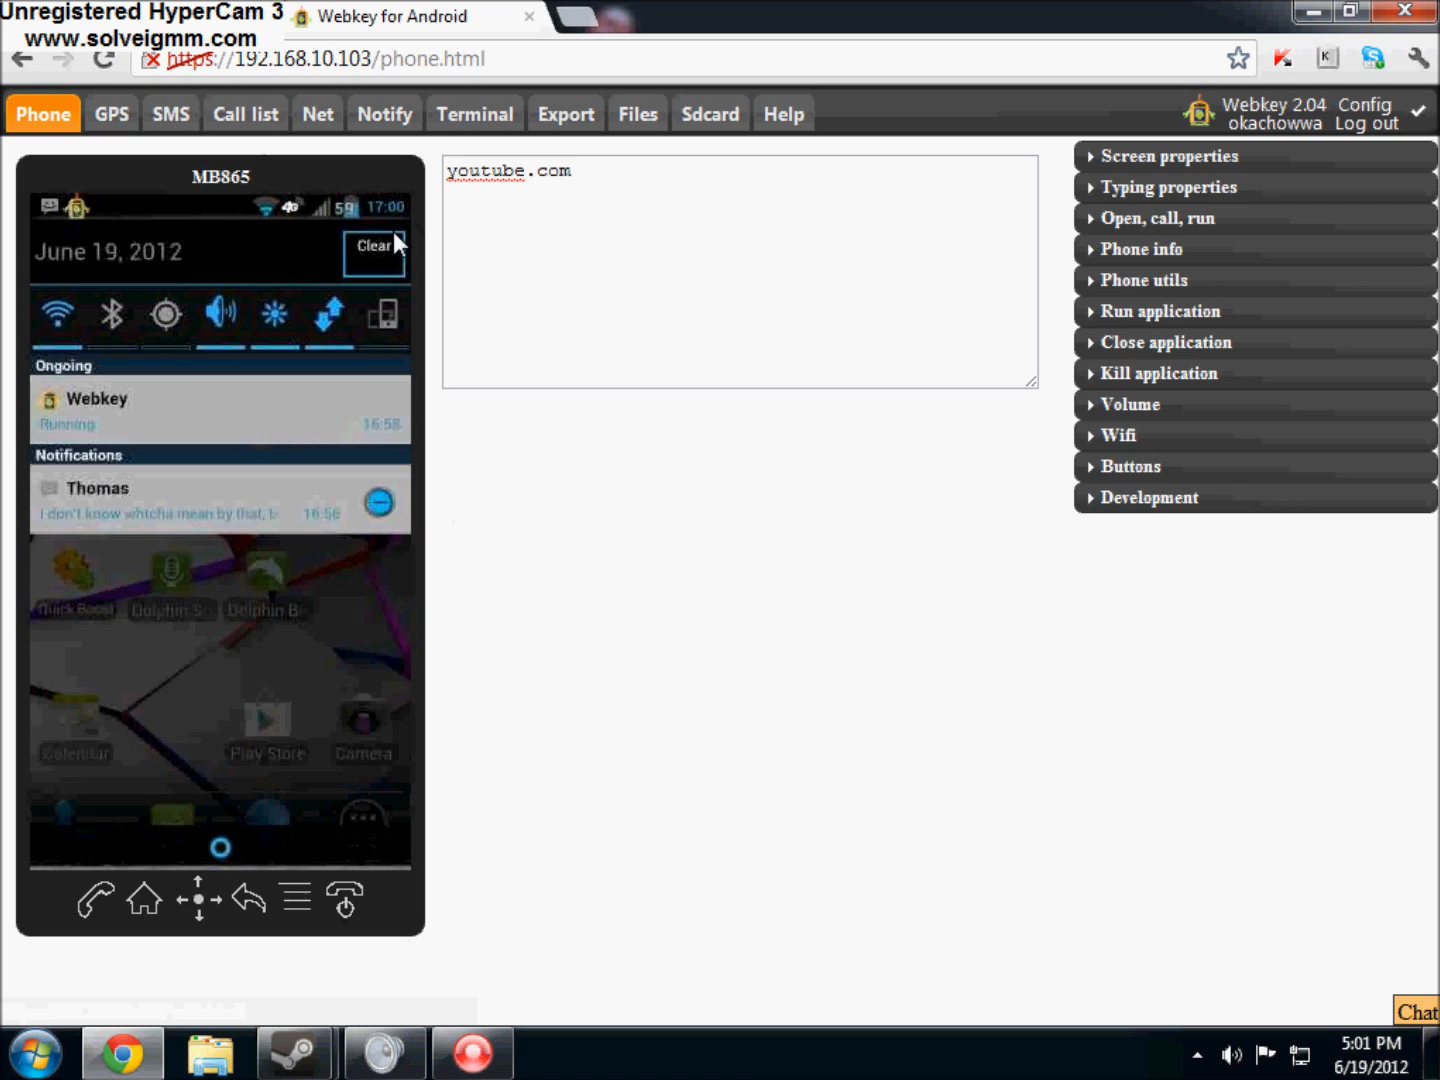 Unregistered HyperCam 3
www.solveigmm.com
Webkey for Android
https://192.168.10.103/phone.html
Phone GPS SMS Call list Net Notify Terminal Export Files Sdcard Help
Webkey 2.04 Config
okachowwa Log out
MB865
59 17:00
June 19, 2012
Clear
Ongoing
Webkey
Running 16:58
Notifications
Thomas
I don't know whtcha mean by that, 16:56
Quick Boost Dolphin S Dolphin B
Calendar Play Store Camera
youtube.com
Screen properties
Typing properties
Open, call, run
Phone info
Phone utils
Run application
Close application
Kill application
Volume
Wifi
Buttons
Development
Chat
5:01 PM
6/19/2012